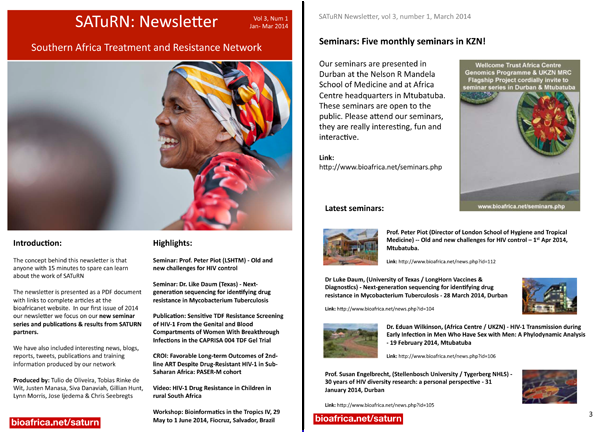 SATuRN: Newsletter
Vol 3, Num 1
Jan- Mar 2014
Southern Africa Treatment and Resistance Network
Introduction:
The concept behind this newsletter is that
anyone with 15 minutes to spare can learn
about the work of SATuRN
The newsletter is presented as a PDF document
with links to complete articles at the
bioafricanet website. In our first issue of 2014
our newsletter we focus on our new seminar
series and publications & results from SATURN
partners.
We have also included interesting news, blogs,
reports, tweets, publications and training
information produced by our network
Produced by: Tulio de Oliveira, Tobias Rinke de
Wit, Justen Manasa, Siva Danaviah, Gillian Hunt,
Lynn Morris, Jose Ijedema & Chris Seebregts
bioafrica.net/saturn
Highlights:
Seminar: Prof. Peter Piot (LSHTM) - Old and
new challenges for HIV control
Seminar: Dr. Like Daum (Texas) - Next-
generation sequencing for identifying drug
resistance in Mycobacterium Tuberculosis
Publication: Sensitive TDF Resistance Screening
of HIV-1 From the Genital and Blood
Compartments of Women With Breakthrough
Infections in the CAPRISA 004 TDF Gel Trial
CROI: Favorable Long-term Outcomes of 2nd-
line ART Despite Drug-Resistant HIV-1 in Sub-
Saharan Africa: PASER-M cohort
Video: HIV-1 Drug Resistance in Children in
rural South Africa
Workshop: Bioinformatics in the Tropics IV, 29
May to 1 June 2014, Fiocruz, Salvador, Brazil
SATuRN Newsletter, vol 3, number 1, March 2014
Seminars: Five monthly seminars in KZN!
Our seminars are presented in
Durban at the Nelson R Mandela
School of Medicine and at Africa
Centre headquarters in Mtubatuba.
These seminars are open to the
public. Please attend our seminars,
they are really interesting, fun and
interactive.
Link:
http://www.bioafrica.net/seminars.php
Wellcome Trust Africa Centre
Genomics Programme & UKZN MRC
Flagship Project cordially invite to
seminar series in Durban & Mtubatuba
www.bioafrica.net/seminars.php
Latest seminars:
Prof. Peter Piot (Director of London School of Hygiene and Tropical
Medicine) -- Old and new challenges for HIV control – 1st Apr 2014,
Mtubatuba.
Link: http://www.bioafrica.net/news.php?id=112
Dr Luke Daum, (University of Texas / LongHorn Vaccines &
Diagnostics) - Next-generation sequencing for identifying drug
resistance in Mycobacterium Tuberculosis - 28 March 2014, Durban
Link: http://www.bioafrica.net/news.php?id=104
Dr. Eduan Wilkinson, (Africa Centre / UKZN) - HIV-1 Transmission during
Early Infection in Men Who Have Sex with Men: A Phylodynamic Analysis
- 19 February 2014, Mtubatuba
Link: http://www.bioafrica.net/news.php?id=106
Prof. Susan Engelbrecht, (Stellenbosch University / Tygerberg NHLS) -
30 years of HIV diversity research: a personal perspective - 31
January 2014, Durban
Link: http://www.bioafrica.net/news.php?id=105
bioafrica.net/saturn
3